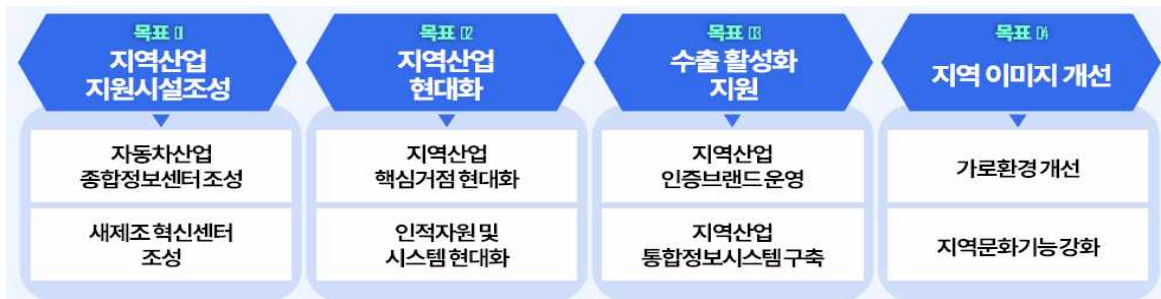 목표 01
지역산업
지원시설조성
자동차산업
종합정보센터 조성
새제조 혁신센터
조성
목표 02
지역산업
현대화
지역산업
핵심거점 현대화
인적자원 및
시스템 현대화
목표 03
수출 활성화
지원
지역산업
인증브랜드 운영
지역산업
통합정보시스템 구축
목표 04
지역 이미지 개선
가로환경 개선
지역문화기능 강화